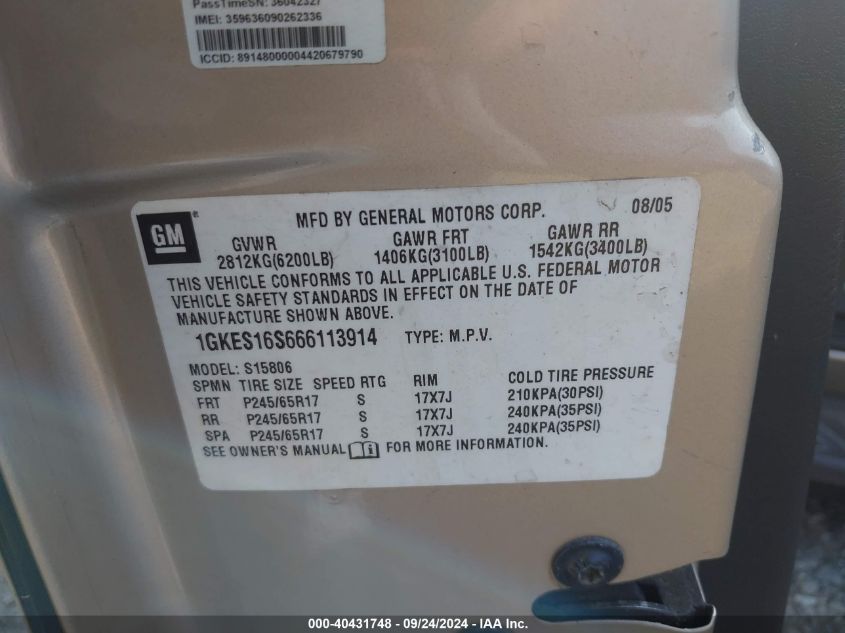 PassTimeSN: 36042327
IMEI: 359636090262336
ICCID: 89148000004420679790
GM ®
MFD BY GENERAL MOTORS CORP. 08/05
GVWR GAWR FRT GAWR RR
2812KG(6200LB) 1406KG(3100LB) 1542KG(3400LB)
THIS VEHICLE CONFORMS TO ALL APPLICABLE U.S. FEDERAL MOTOR
VEHICLE SAFETY STANDARDS IN EFFECT ON THE DATE OF
MANUFACTURE SHOWN ABOVE.
1GKES16S666113914 TYPE: M.P.V.
MODEL: S15806
SPMN TIRE SIZE SPEED RTG RIM COLD TIRE PRESSURE
FRT P245/65R17 S 17X7J 210KPA(30PSI)
RR P245/65R17 S 17X7J 240KPA(35PSI)
SPA P245/65R17 S 17X7J 240KPA(35PSI)
SEE OWNER'S MANUAL i FOR MORE INFORMATION.
000-40431748 - 09/24/2024 - IAA Inc.